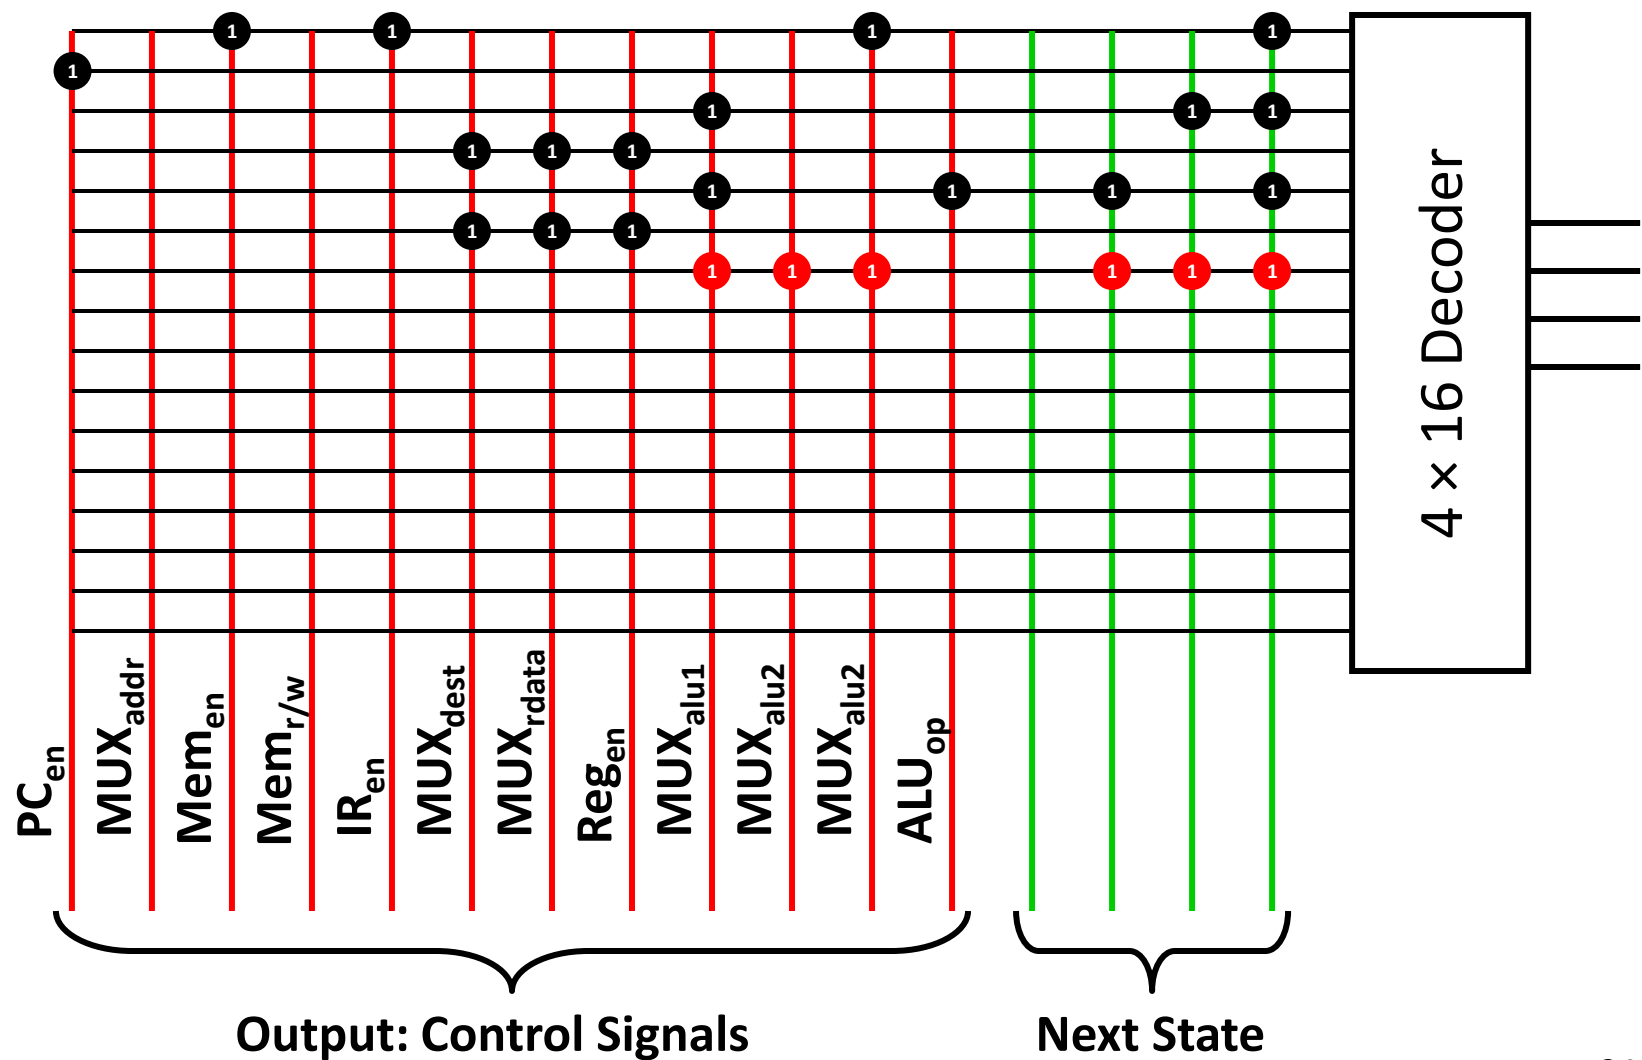 1 1 1 1
1
1 1 1
1 1 1
1 1 1 1
1 1 1
1 1 1 1 1 1
4 × 16 Decoder
PCen
MUXaddr
Memen
Memr/w
IRen
MUXdest
MUXrdata
Regen
MUXalu1
MUXalu2
MUXalu2
ALUop
Output: Control Signals
Next State